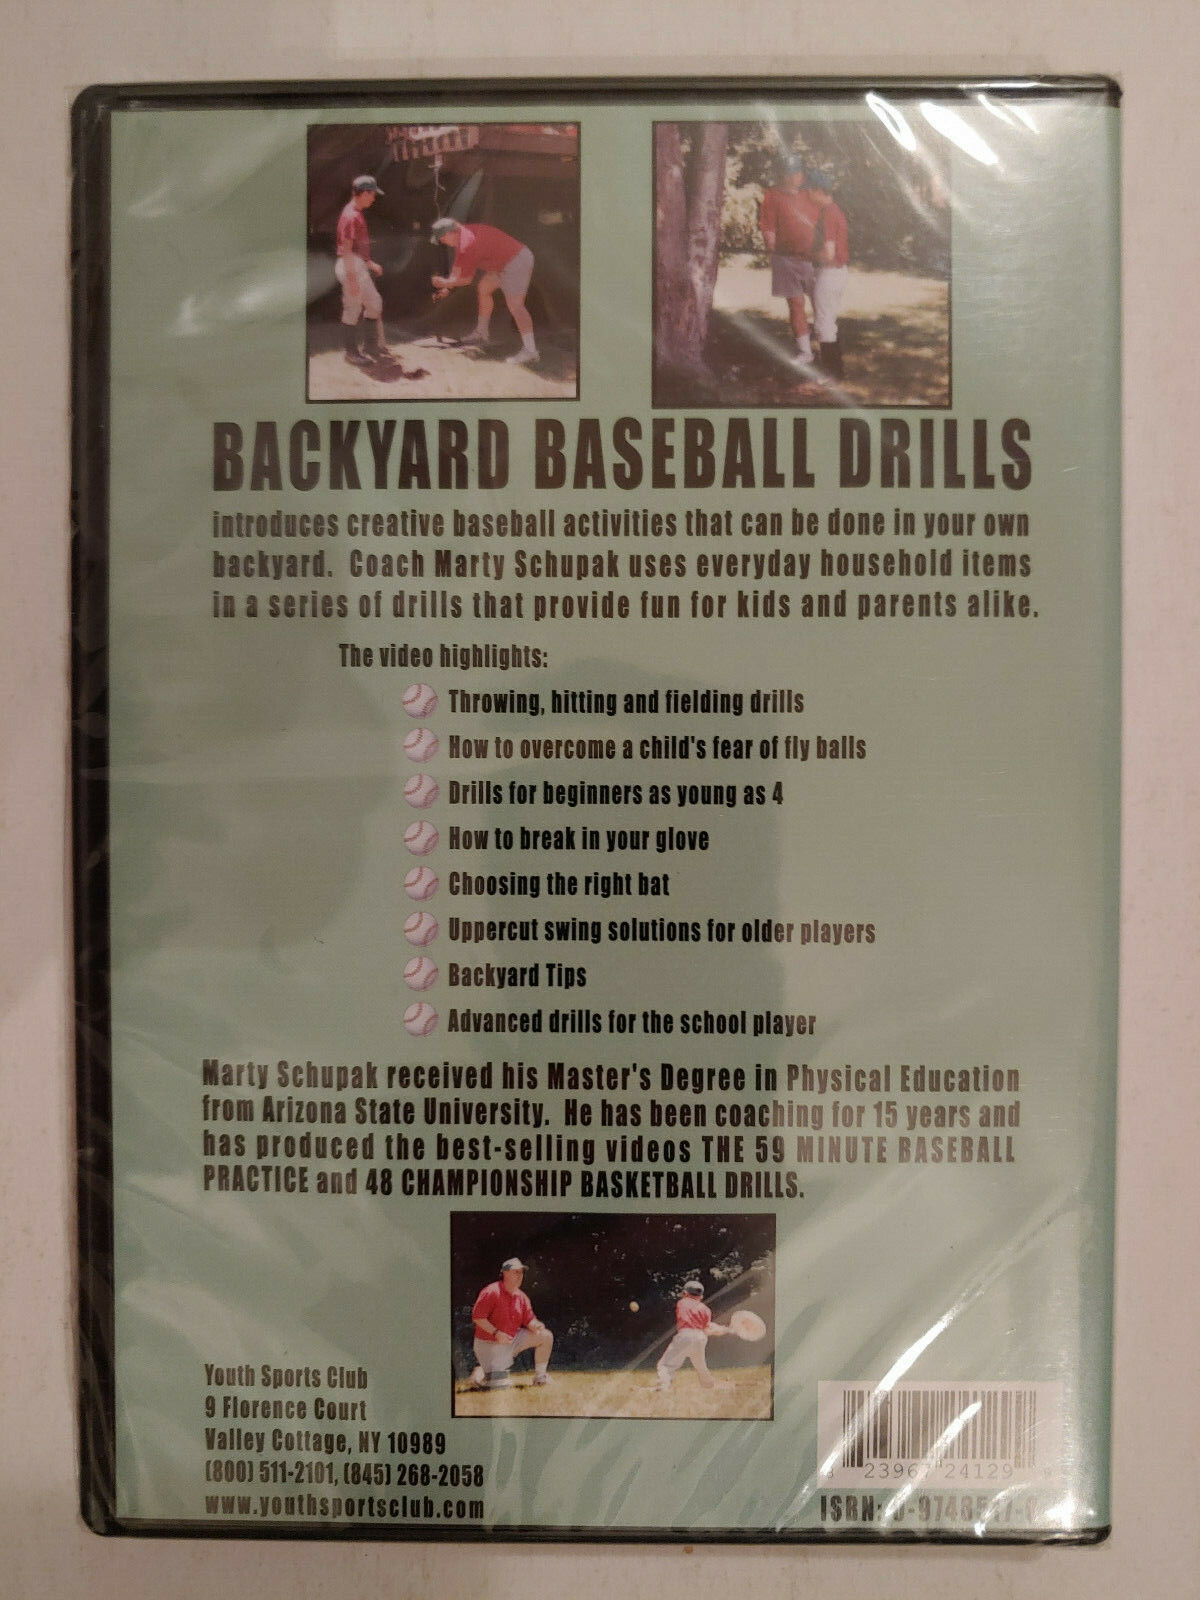 BACKYARD BASEBALL DRILLS
introduces creative baseball activities that can be done in your own
backyard. Coach Marty Schupak uses everyday household items
in a series of drills that provide fun for kids and parents alike.
The video highlights:
Throwing, hitting and fielding drills
How to overcome a child's fear of fly balls
Drills for beginners as young as 4
How to break in your glove
Choosing the right bat
Uppercut swing solutions for older players
Backyard Tips
Advanced drills for the school player
Marty Schupak received his Master's Degree in Physical Education
from Arizona State University. He has been coaching for 15 years and
has produced the best-selling videos THE 59 MINUTE BASEBALL
PRACTICE and 48 CHAMPIONSHIP BASKETBALL DRILLS.
Youth Sports Club
9 Florence Court
Valley Cottage, NY 10989
(800) 511-2101, (845) 268-2058
www.youthsportsclub.com
23967 24129
ISBN: